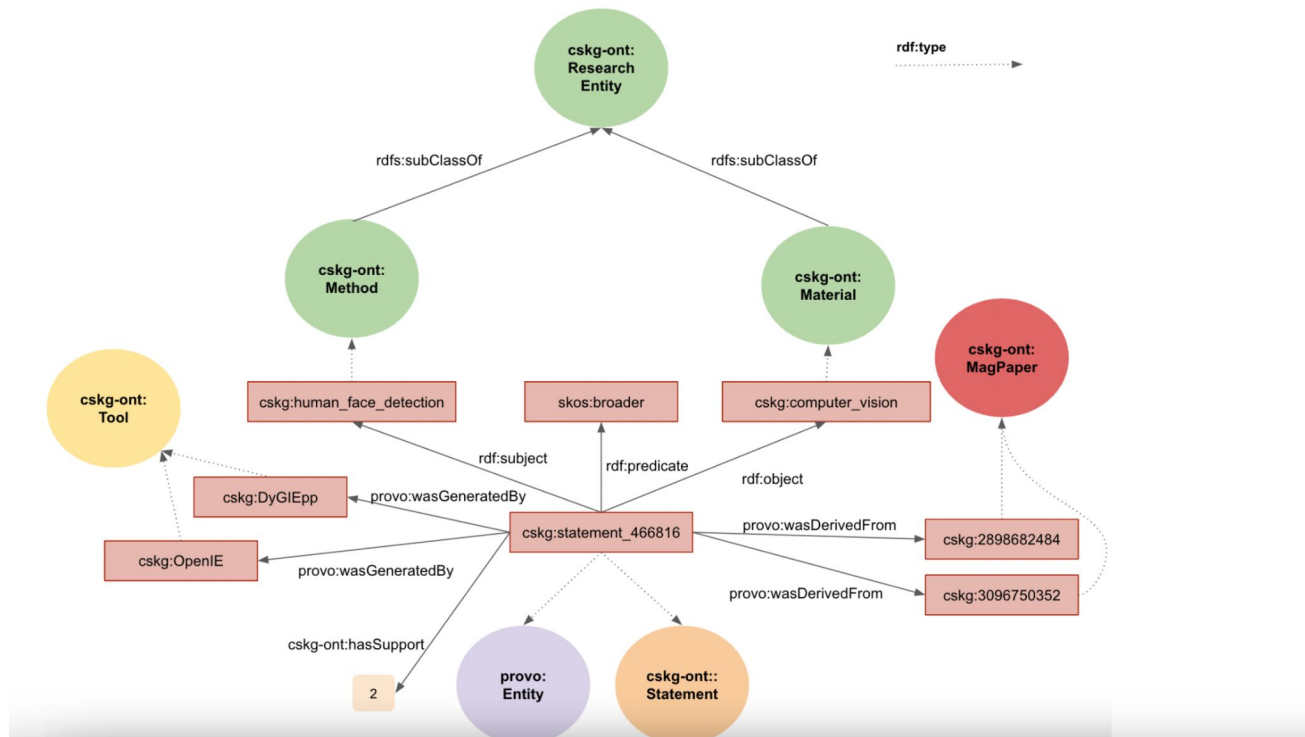 cskg-ont:
Research
Entity
rdf:type
rdfs:subClassOf
rdfs:subClassOf
cskg-ont:
Method
cskg-ont:
Material
cskg-ont:
MagPaper
cskg-ont:
Tool
cskg:human_face_detection
skos:broader
cskg:computer_vision
rdf:subject
rdf:predicate
rdf:object
cskg:DyGIEpp
provo:wasGeneratedBy
cskg:statement_466816
provo:wasDerivedFrom
cskg:2898682484
cskg:OpenIE
provo:wasGeneratedBy
provo:wasDerivedFrom
cskg:3096750352
cskg-ont:hasSupport
2
provo:
Entity
cskg-ont::
Statement